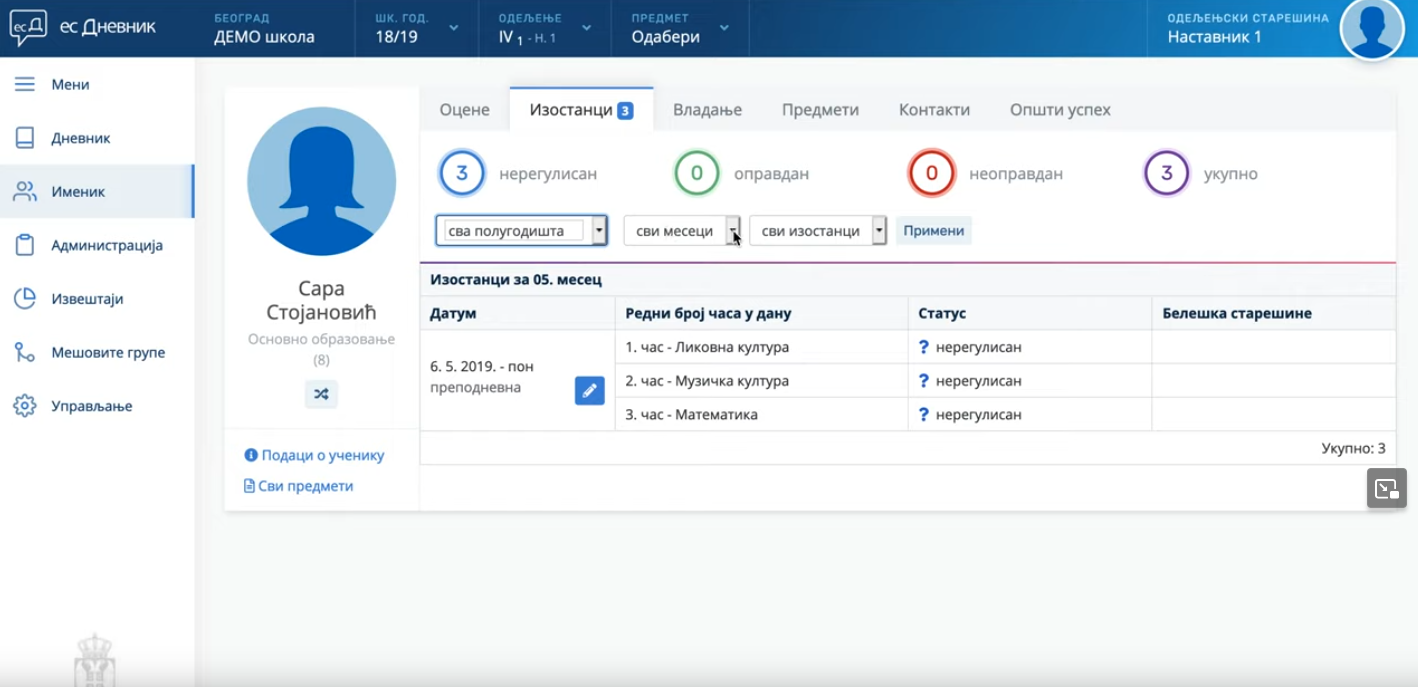 ес Д ес Дневник
БЕОГРАД
ДЕМО школа
ШК. ГОД.
18/19
ОДЕЉЕЊЕ
IV 1 - Н. 1
ПРЕДМЕТ
Одабери
ОДЕЉЕЊСКИ СТАРЕШИНА
Наставник 1
Мени
Дневник
Именик
Администрација
Извештаји
Мешовите групе
Управљање
Сара
Стојановић
Основно образовање
(8)
Подаци о ученику
Сви предмети
Оцене Изостанци 3 Владање Предмети Контакти Општи успех
3 нерегулисан 0 оправдан 0 неоправдан 3 укупно
сва полугодишта сви месеци сви изостанци Примени
Изостанци за 05. месец
Датум Редни број часа у дану Статус Белешка старешине
6. 5. 2019. - пон
преподневна
1. час - Ликовна култура ? нерегулисан
2. час - Музичка култура ? нерегулисан
3. час - Математика ? нерегулисан
Укупно: 3